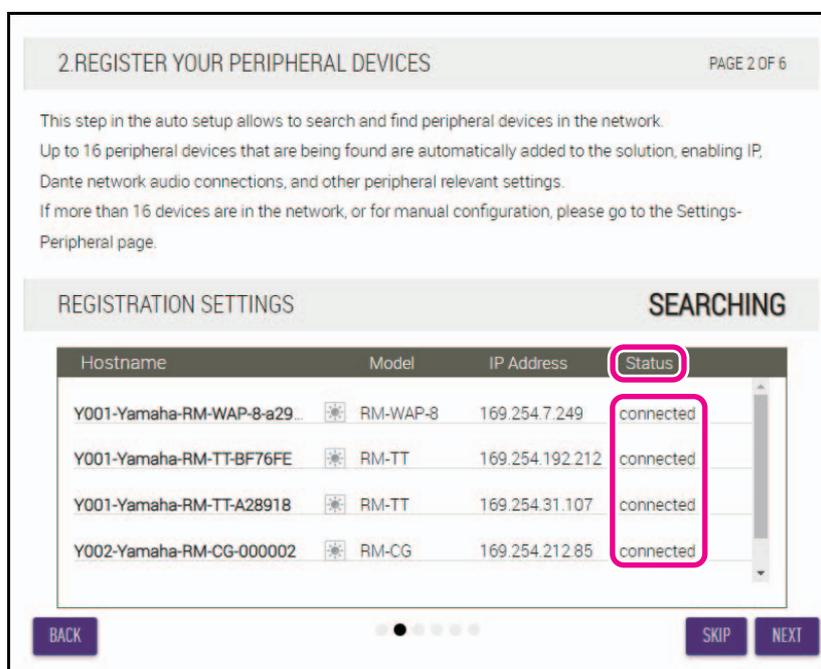 2.REGISTER YOUR PERIPHERAL DEVICES PAGE 2 OF 6
This step in the auto setup allows to search and find peripheral devices in the network.
Up to 16 peripheral devices that are being found are automatically added to the solution, enabling IP,
Dante network audio connections, and other peripheral relevant settings.
If more than 16 devices are in the network, or for manual configuration, please go to the Settings-
Peripheral page.
REGISTRATION SETTINGS SEARCHING
Hostname Model IP Address Status
Y001-Yamaha-RM-WAP-8-a29... RM-WAP-8 169.254.7.249 connected
Y001-Yamaha-RM-TT-BF76FE RM-TT 169.254.192.212 connected
Y001-Yamaha-RM-TT-A28918 RM-TT 169.254.31.107 connected
Y002-Yamaha-RM-CG-000002 RM-CG 169.254.212.85 connected
BACK SKIP NEXT